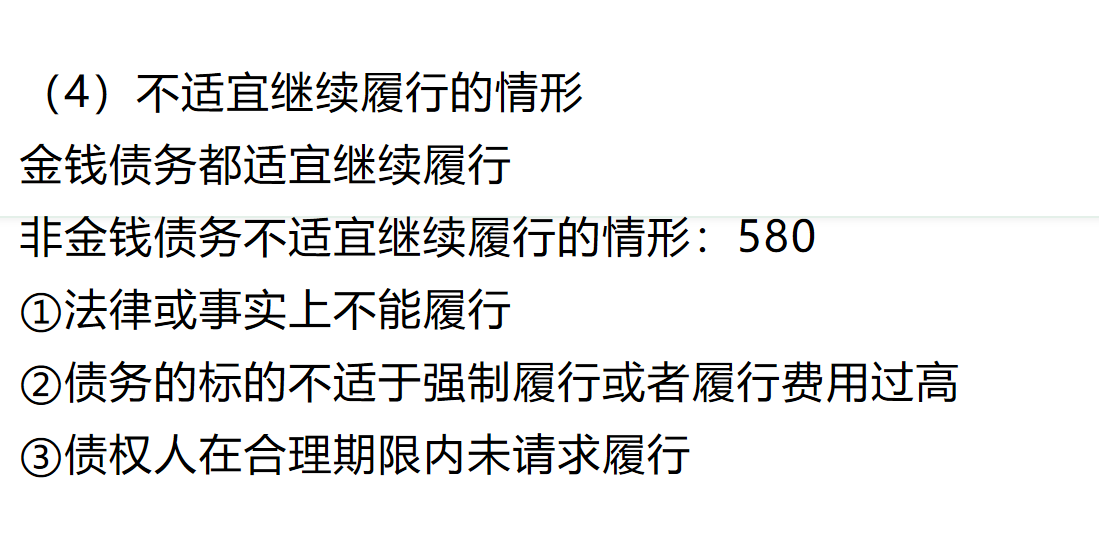 （4）不适宜继续履行的情形
金钱债务都适宜继续履行
非金钱债务不适宜继续履行的情形：580
①法律或事实上不能履行
②债务的标的不适于强制履行或者履行费用过高
③债权人在合理期限内未请求履行